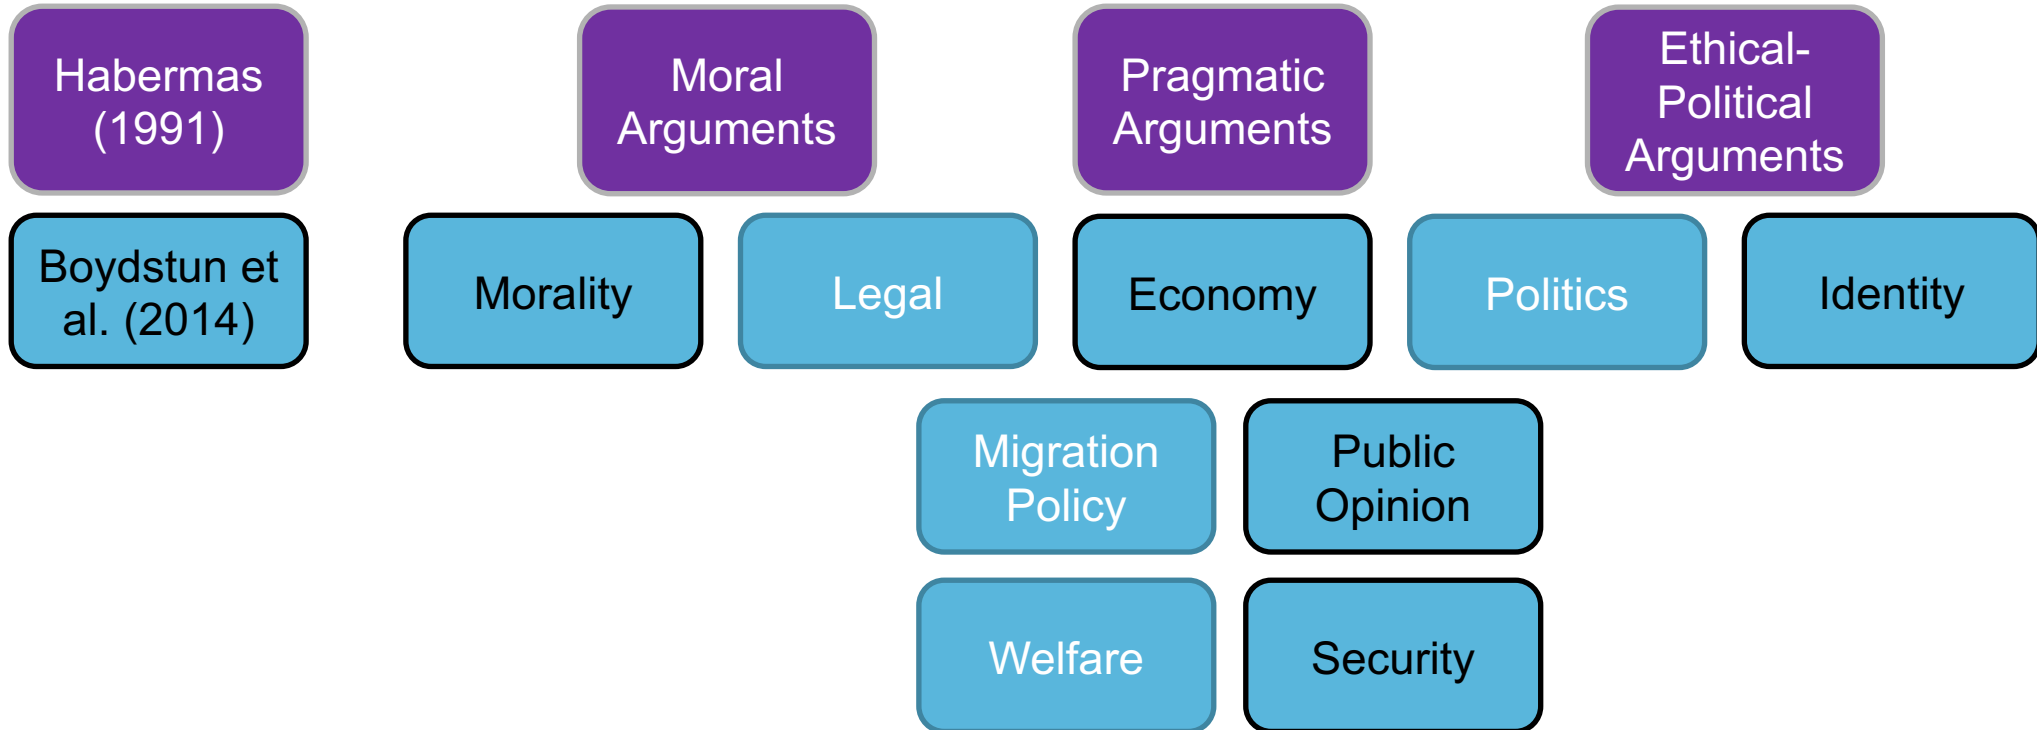 Habermas
(1991)
Moral
Arguments
Pragmatic
Arguments
Ethical-
Political
Arguments
Boydstun et
al. (2014)
Morality
Legal
Economy
Politics
Identity
Migration
Policy
Public
Opinion
Welfare
Security